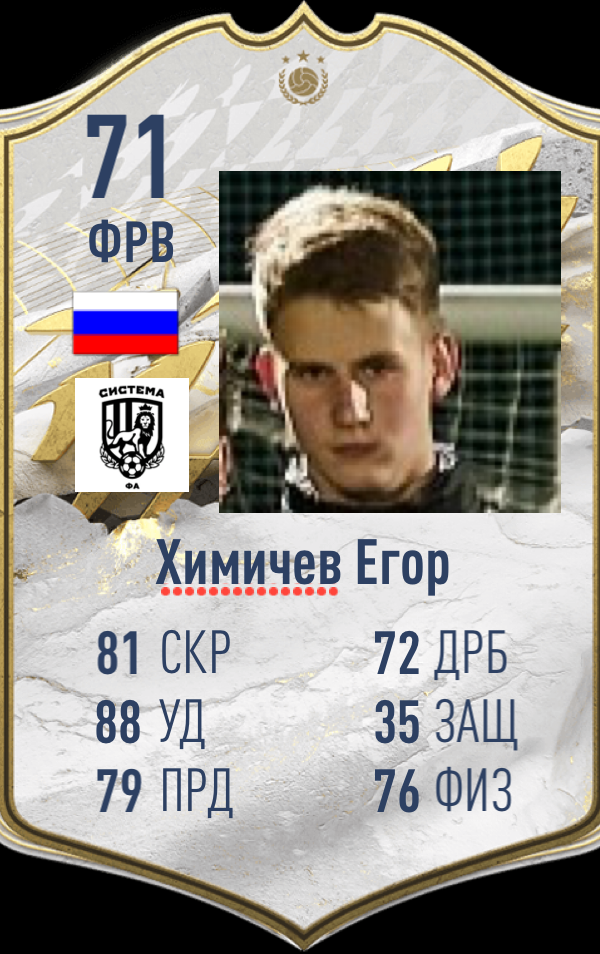 71
ФРВ
СИСТЕМА
ФА
Химичев Егор
81 СКР 72 ДРБ
88 УД 35 ЗАЩ
79 ПРД 76 ФИЗ